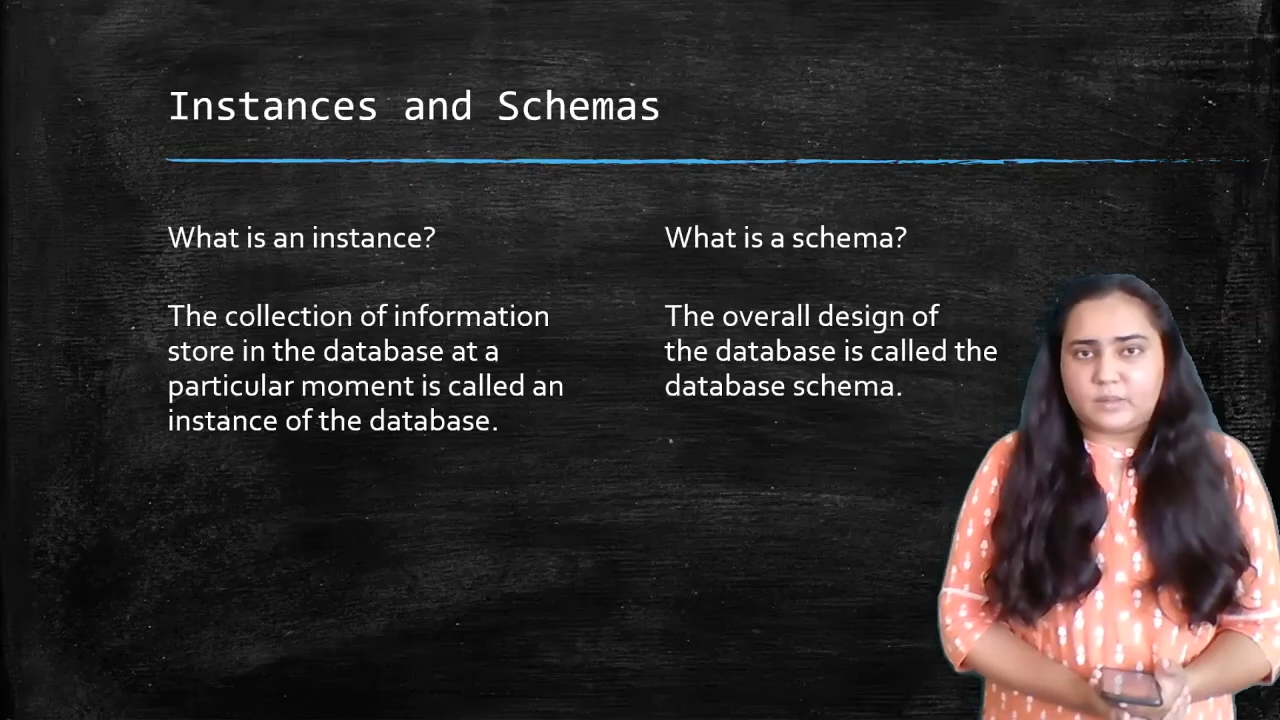 Instances and Schemas
What is an instance?
The collection of information
store in the database at a
particular moment is called an
instance of the database.
What is a schema?
The overall design of
the database is called the
database schema.